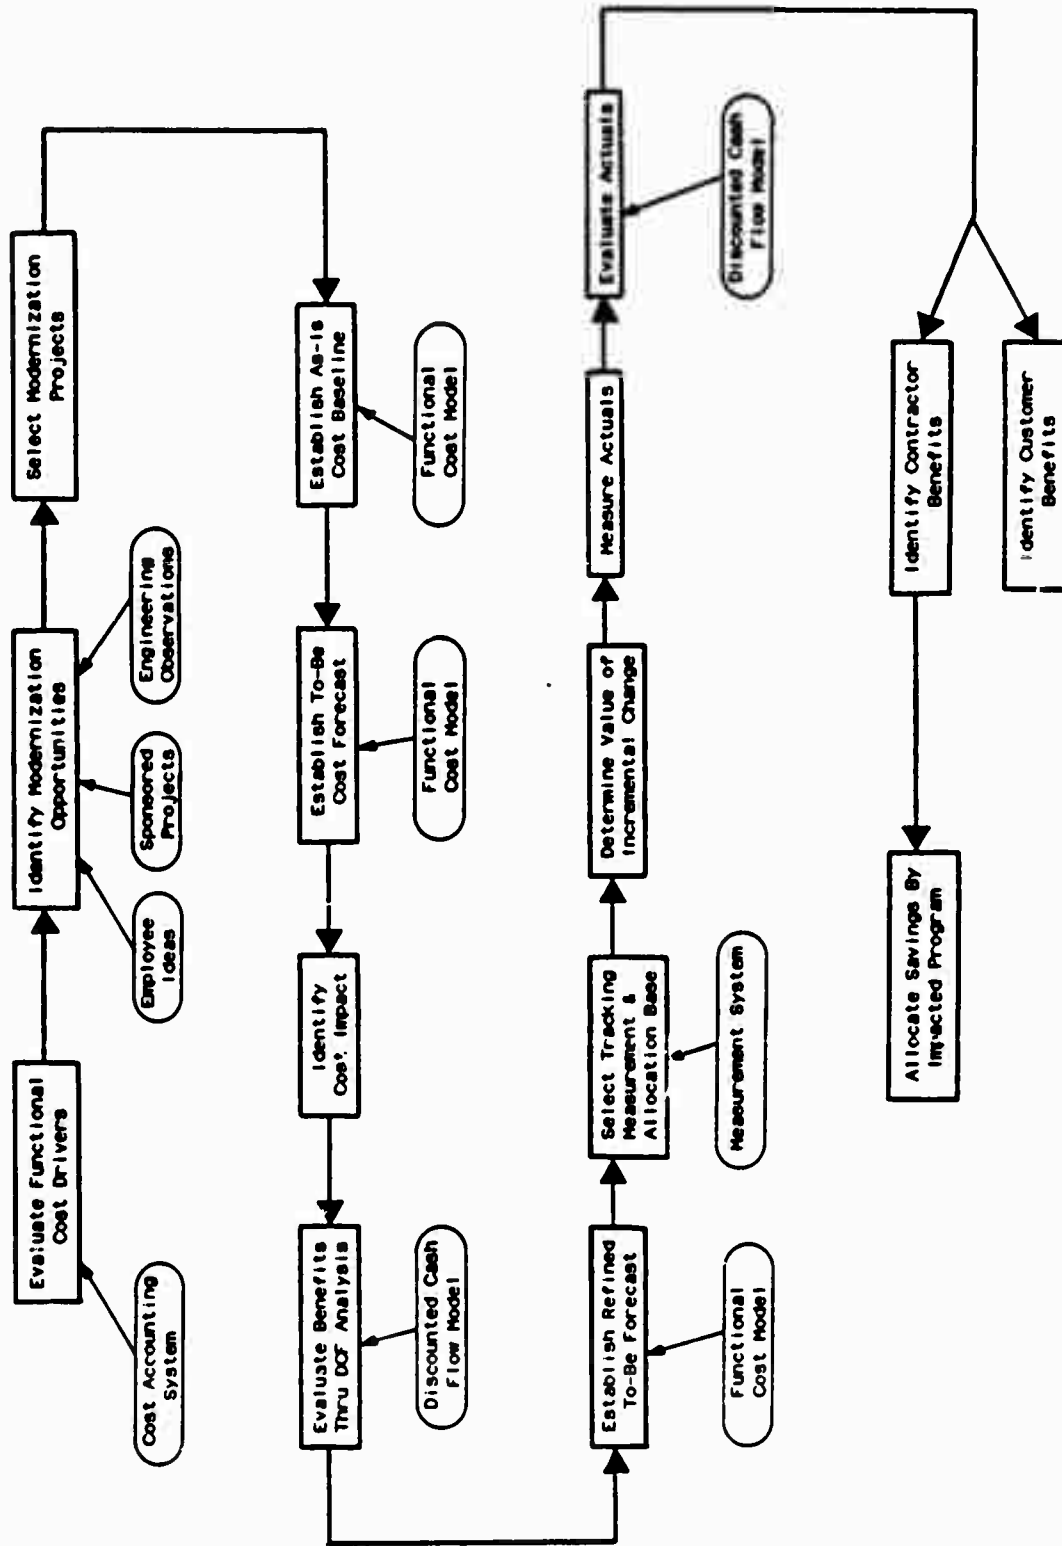 Evaluate Functional
Cost Drivers
Identify Modernization
Opportunities
Select Modernization
Projects
Cost Accounting
System
Employee
Ideas
Sponsored
Projects
Engineering
Observations
Evaluate Benefits
Thru DCF Analysis
Identify
Cost Impact
Establish To-Be
Cost Forecast
Establish As-Is
Cost Baseline
Discounted Cash
Flow Model
Functional
Cost Model
Functional
Cost Model
Establish Refined
To-Be Forecast
Select Tracking
Measurement &
Allocation Base
Determine Value of
Incremental Change
Measure Actuals
Evaluate Actuals
Functional
Cost Model
Measurement System
Discounted Cash
Flow Model
Allocate Savings By
Impacted Program
Identify Contractor
Benefits
Identify Customer
Benefits